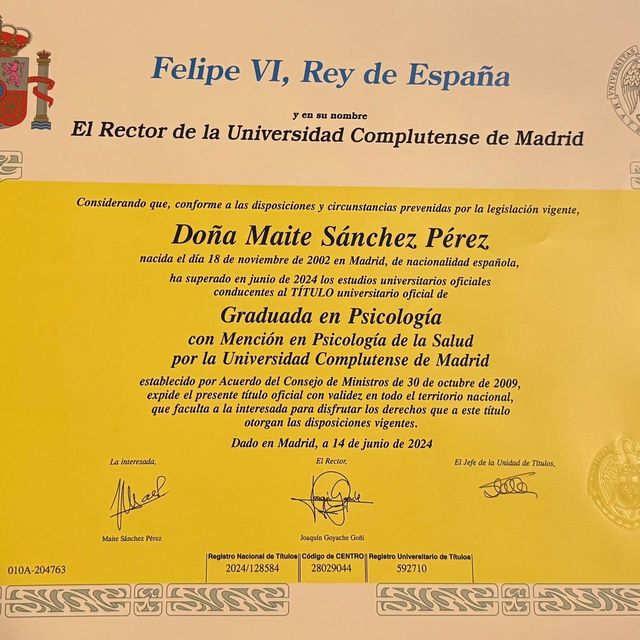 Felipe VI, Rey de España
y en su nombre
El Rector de la Universidad Complutense de Madrid
Considerando que, conforme a las disposiciones y circunstancias prevenidas por la legislación vigente,
Doña Maite Sánchez Pérez
nacida el día 18 de noviembre de 2002 en Madrid, de nacionalidad española,
ha superado en junio de 2024 los estudios universitarios oficiales
conducentes al TÍTULO universitario oficial de
Graduada en Psicología
con Mención en Psicología de la Salud
por la Universidad Complutense de Madrid
establecido por Acuerdo del Consejo de Ministros de 30 de octubre de 2009,
expide el presente título oficial con validez en todo el territorio nacional,
que faculta a la interesada para disfrutar los derechos que a este título
otorgan las disposiciones vigentes.
Dado en Madrid, a 14 de junio de 2024
La interesada, El Rector, El Jefe de la Unidad de Títulos,
Maite Sánchez Pérez Joaquín Goyache Goñi
Registro Nacional de Títulos Código de CENTRO Registro Universitario de Títulos
010A-204763 2024/128584 28029044 592710